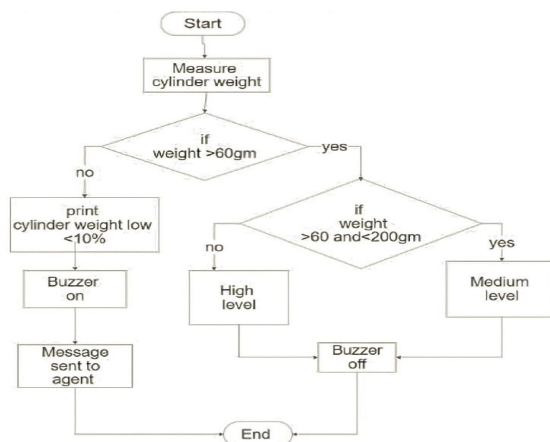 Start
Measure
cylinder weight
if
weight >60gm
yes
no
print
cylinder weight low
<10%
if
weight
>60 and<200gm
no
yes
Buzzer
on
High
level
Medium
level
Message
sent to
agent
Buzzer
off
End